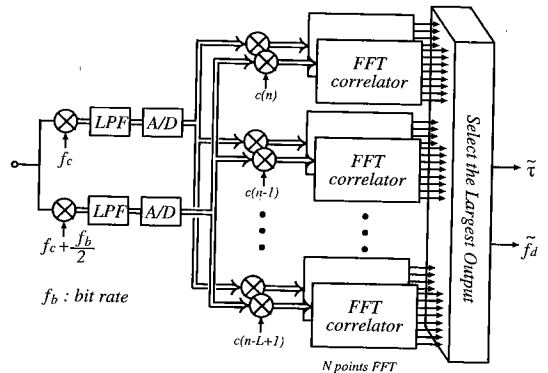 FFT
correlator
c(n)
LPF
A/D
f_c
FFT
correlator
c(n-1)
LPF
A/D
f_c + f_b/2
f_b : bit rate
FFT
correlator
c(n-L+1)
N points FFT
Select the Largest Output
τ̃
f̃_d